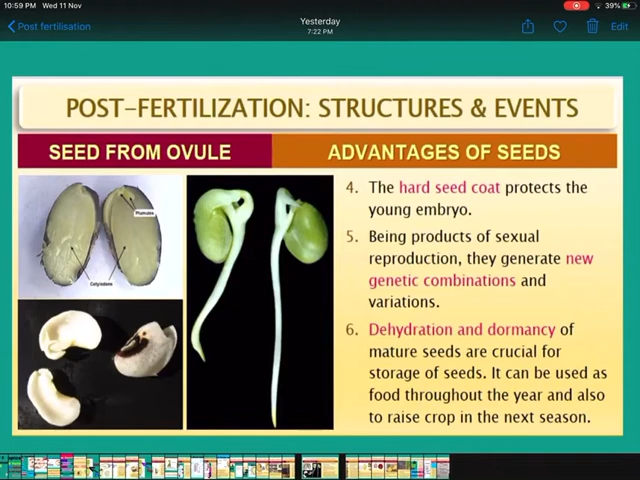 10:59 PM Wed 11 Nov
39%
Post fertilisation
Yesterday
7:22 PM
Edit
POST-FERTILIZATION: STRUCTURES & EVENTS
SEED FROM OVULE
ADVANTAGES OF SEEDS
Plumules
Cotyledons
4. The hard seed coat protects the
young embryo.
5. Being products of sexual
reproduction, they generate new
genetic combinations and
variations.
6. Dehydration and dormancy of
mature seeds are crucial for
storage of seeds. It can be used as
food throughout the year and also
to raise crop in the next season.